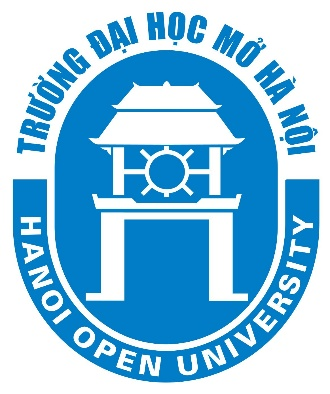 TRƯỜNG ĐẠI HỌC MỞ HÀ NỘI
HANOI OPEN UNIVERSITY